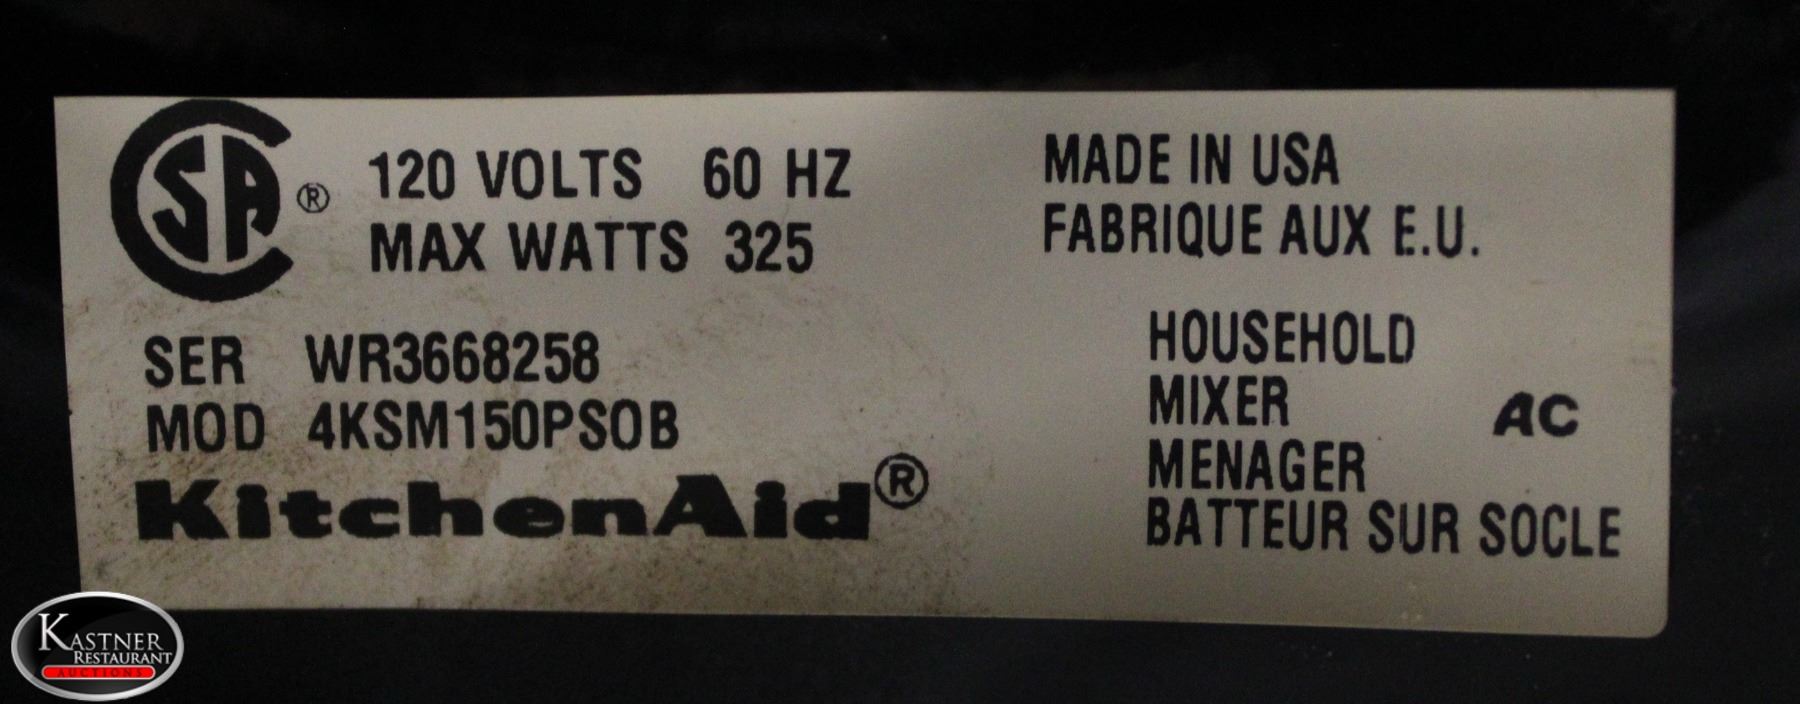 CSA® 120 VOLTS 60 HZ
MAX WATTS 325
SER WR3668258
MOD 4KSM150PSOB
KitchenAid®
MADE IN USA
FABRIQUE AUX E.U.
HOUSEHOLD
MIXER AC
MENAGER
BATTEUR SUR SOCLE
KASTNER
RESTAURANT
AUCTIONS